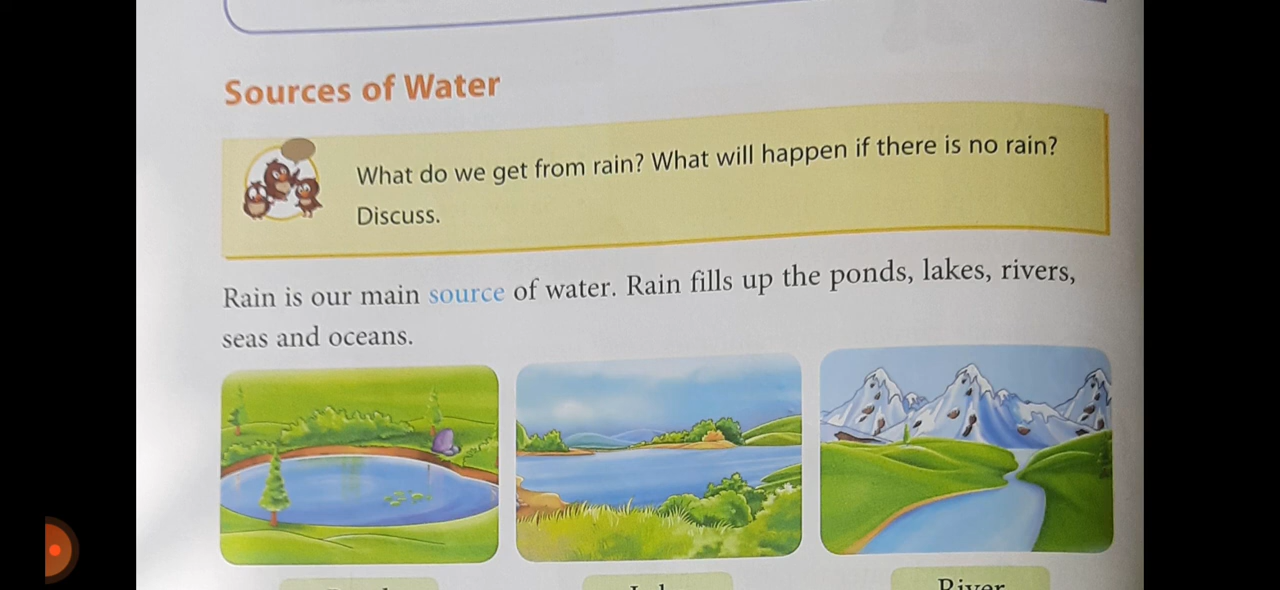 Sources of Water
What do we get from rain? What will happen if there is no rain?
Discuss.
Rain is our main source of water. Rain fills up the ponds, lakes, rivers,
seas and oceans.
River